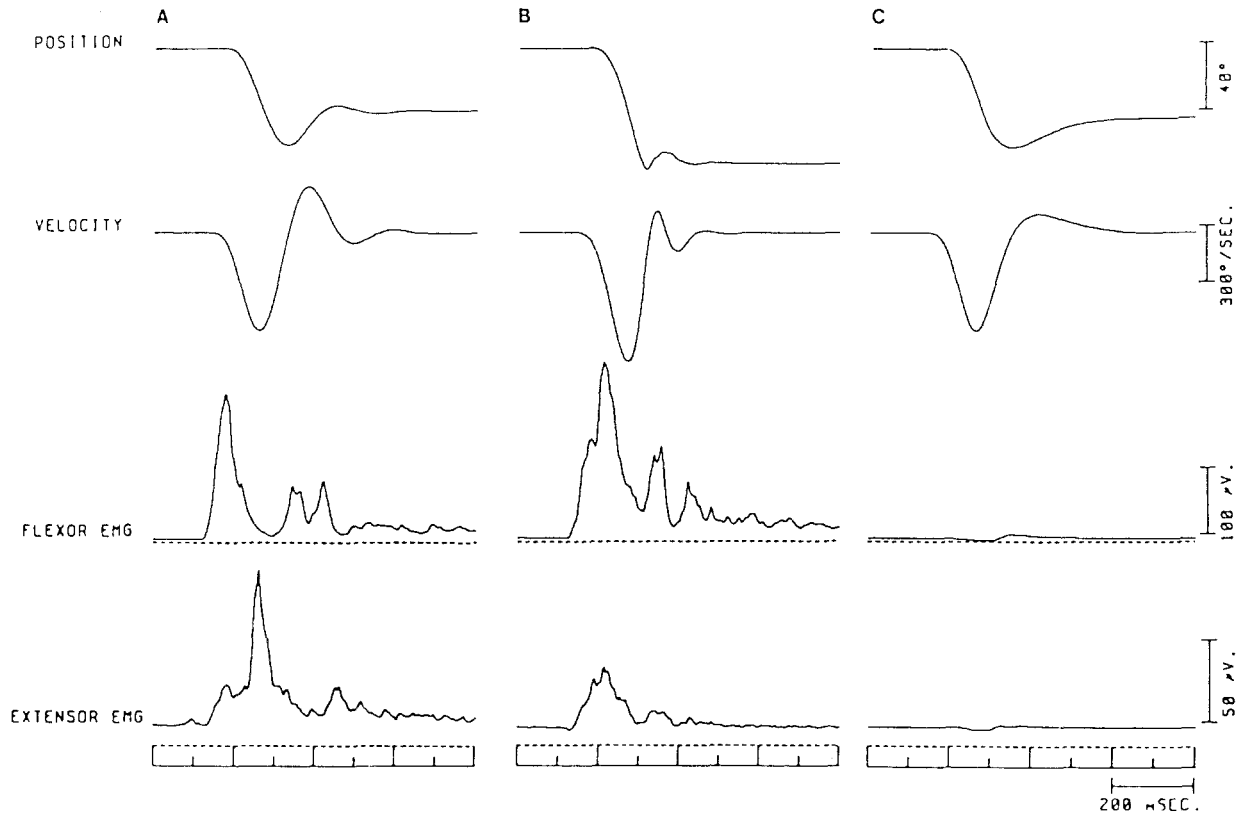 A
B
C
POSITION
40°
VELOCITY
300°/SEC.
FLEXOR EMG
100 μV.
EXTENSOR EMG
50 μV.
200 mSEC.